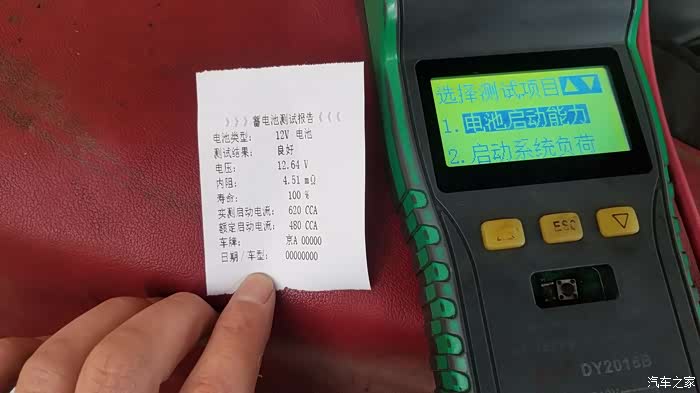 》》》蓄电池测试报告《《《
电池类型： 12V 电池
测试结果： 良好
电压： 12.64 V
内阻： 4.51 mΩ
寿命： 100 %
实测启动电流： 620 CCA
额定启动电流： 480 CCA
车牌： 京A 00000
日期/车型： 00000000
选择测试项目▲▼
1.电池启动能力
2.启动系统负荷
ESC
DY2015B
汽车之家